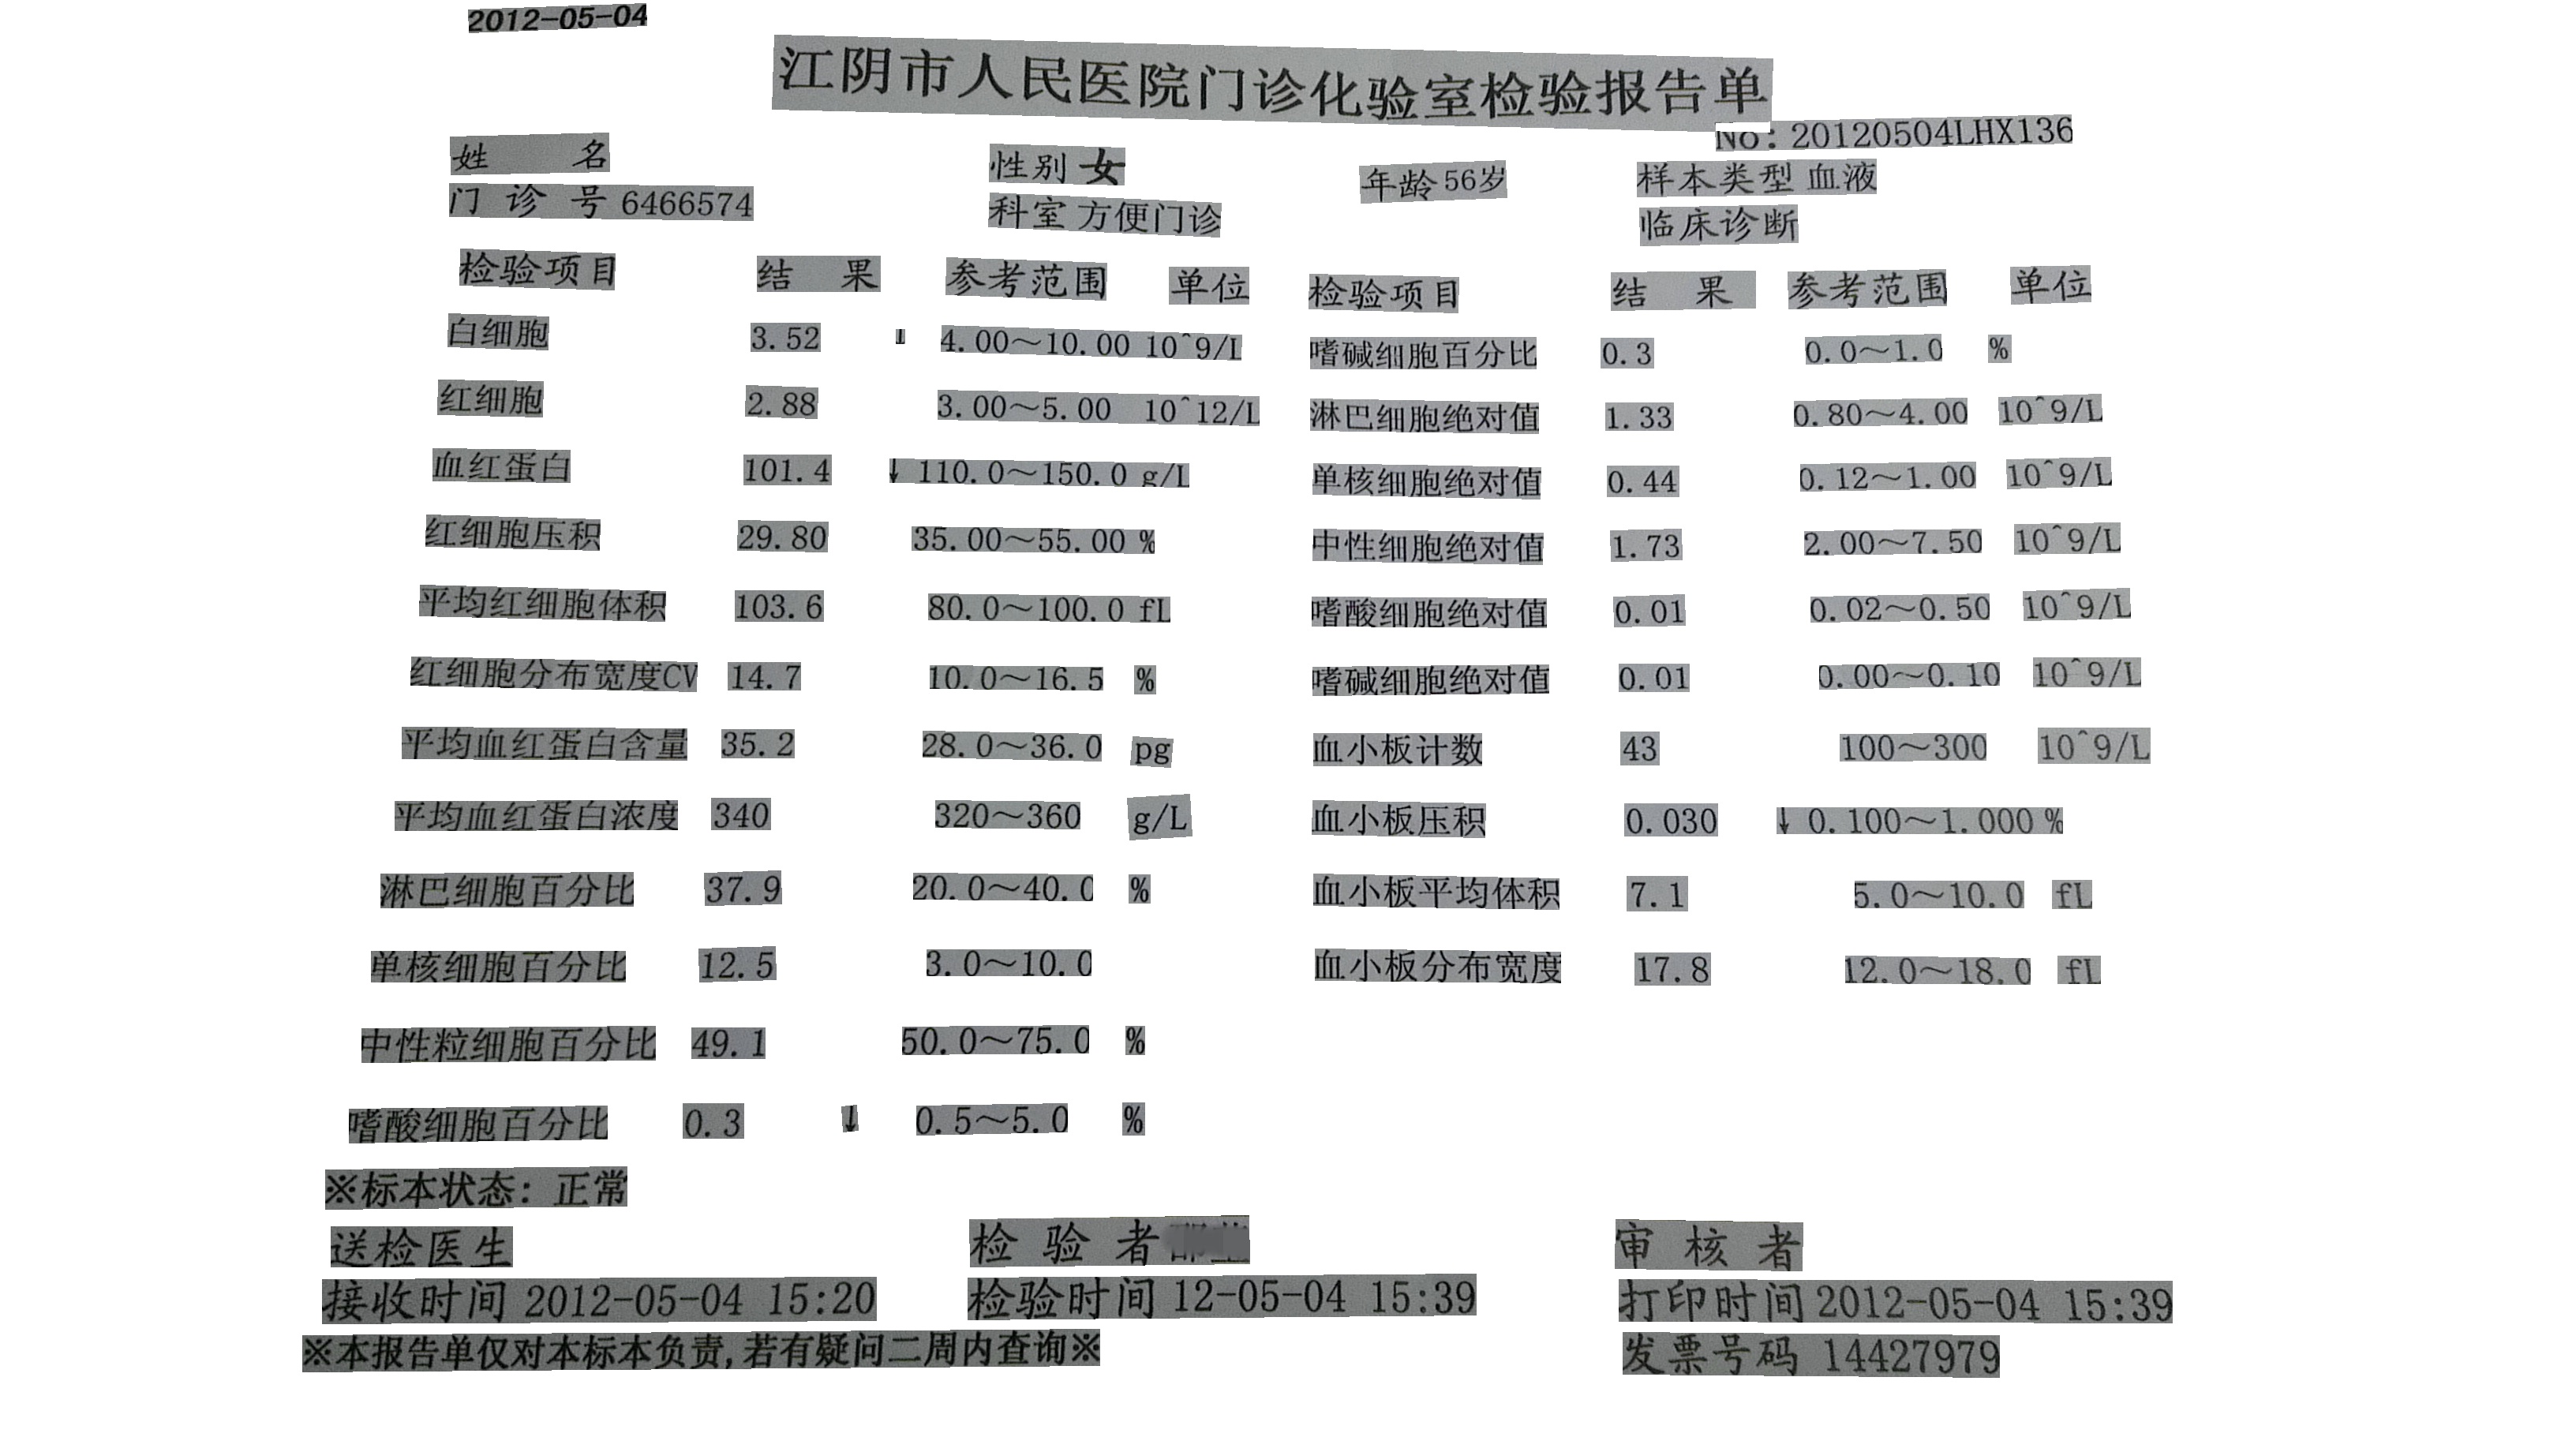 2012-05-04
江阴市人民医院门诊化验室检验报告单
No: 20120504LHX136
姓 名 性别 女 年龄 56岁 样本类型 血液
门 诊 号 6466574 科室 方便门诊 临床诊断
检验项目 结 果 参考范围 单位 检验项目 结 果 参考范围 单位
白细胞 3.52 ↓ 4.00～10.00 10^9/L 嗜碱细胞百分比 0.3 0.0～1.0 %
红细胞 2.88 3.00～5.00 10^12/L 淋巴细胞绝对值 1.33 0.80～4.00 10^9/L
血红蛋白 101.4 ↓ 110.0～150.0 g/L 单核细胞绝对值 0.44 0.12～1.00 10^9/L
红细胞压积 29.80 35.00～55.00 % 中性细胞绝对值 1.73 2.00～7.50 10^9/L
平均红细胞体积 103.6 80.0～100.0 fL 嗜酸细胞绝对值 0.01 0.02～0.50 10^9/L
红细胞分布宽度CV 14.7 10.0～16.5 % 嗜碱细胞绝对值 0.01 0.00～0.10 10^9/L
平均血红蛋白含量 35.2 28.0～36.0 pg 血小板计数 43 100～300 10^9/L
平均血红蛋白浓度 340 320～360 g/L 血小板压积 0.030 ↓ 0.100～1.000 %
淋巴细胞百分比 37.9 20.0～40.0 % 血小板平均体积 7.1 5.0～10.0 fL
单核细胞百分比 12.5 3.0～10.0 血小板分布宽度 17.8 12.0～18.0 fL
中性粒细胞百分比 49.1 50.0～75.0 %
嗜酸细胞百分比 0.3 ↓ 0.5～5.0 %
※标本状态: 正常
送检医生 检 验 者 审 核 者
接收时间 2012-05-04 15:20 检验时间 12-05-04 15:39 打印时间 2012-05-04 15:39
※本报告单仅对本标本负责,若有疑问二周内查询※ 发票号码 14427979